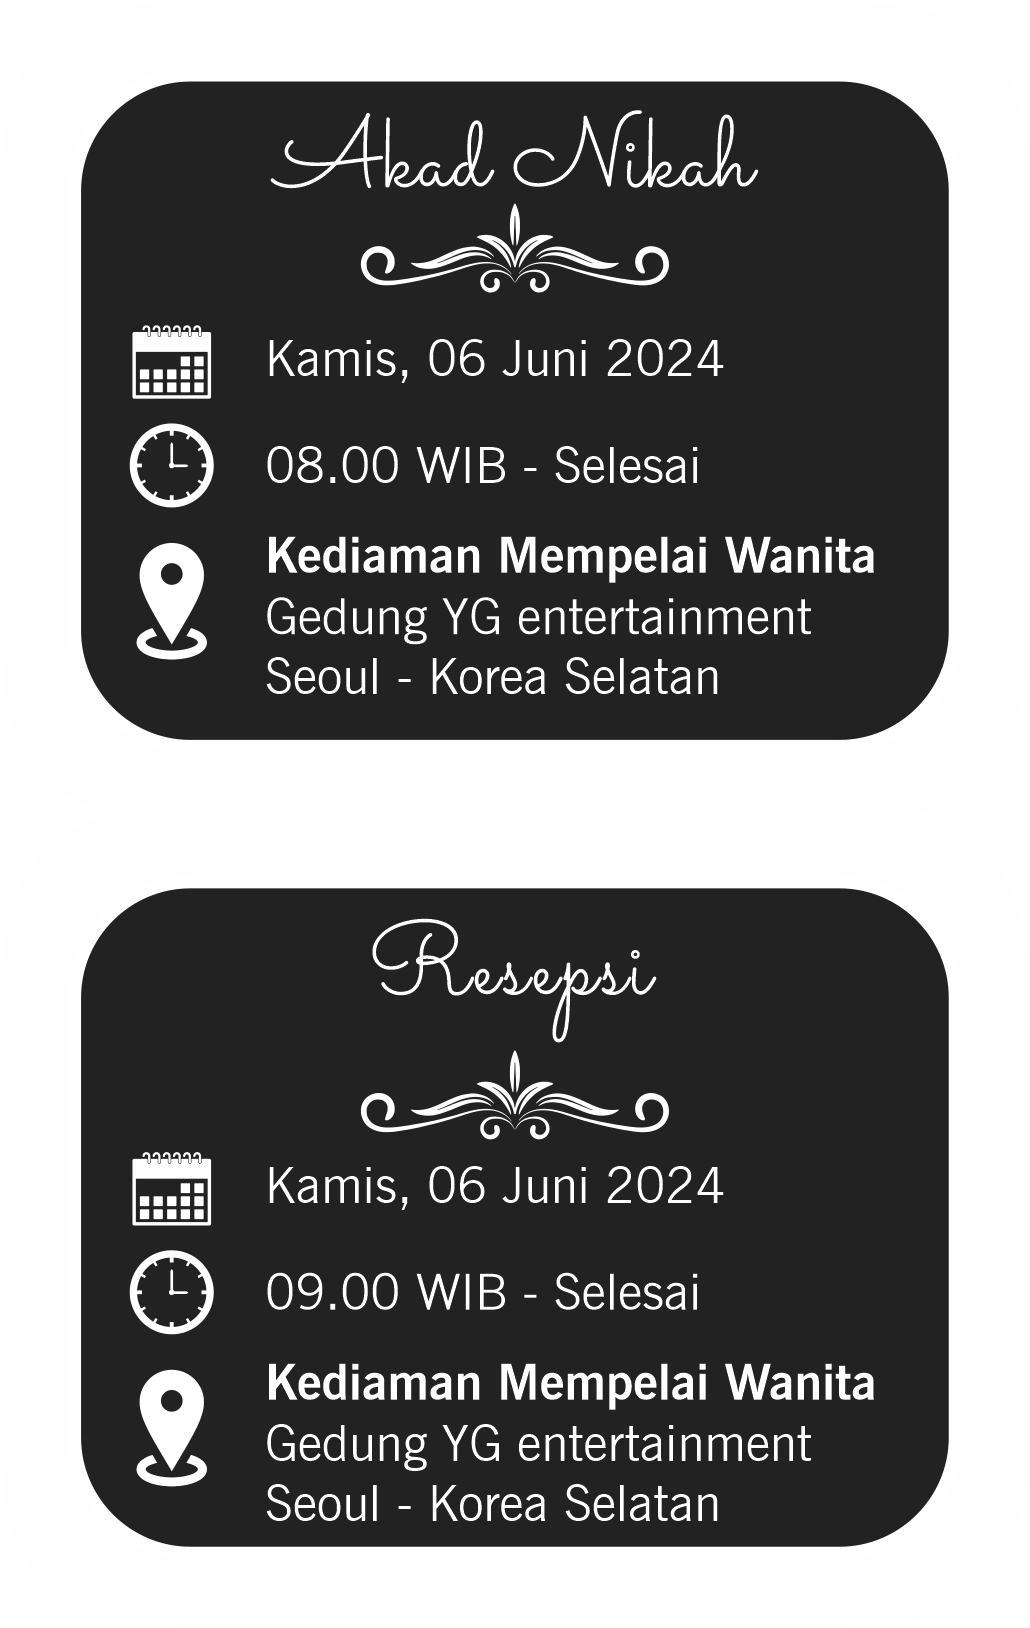 Akad Nikah
Kamis, 06 Juni 2024
08.00 WIB - Selesai
Kediaman Mempelai Wanita
Gedung YG entertainment
Seoul - Korea Selatan
Resepsi
Kamis, 06 Juni 2024
09.00 WIB - Selesai
Kediaman Mempelai Wanita
Gedung YG entertainment
Seoul - Korea Selatan